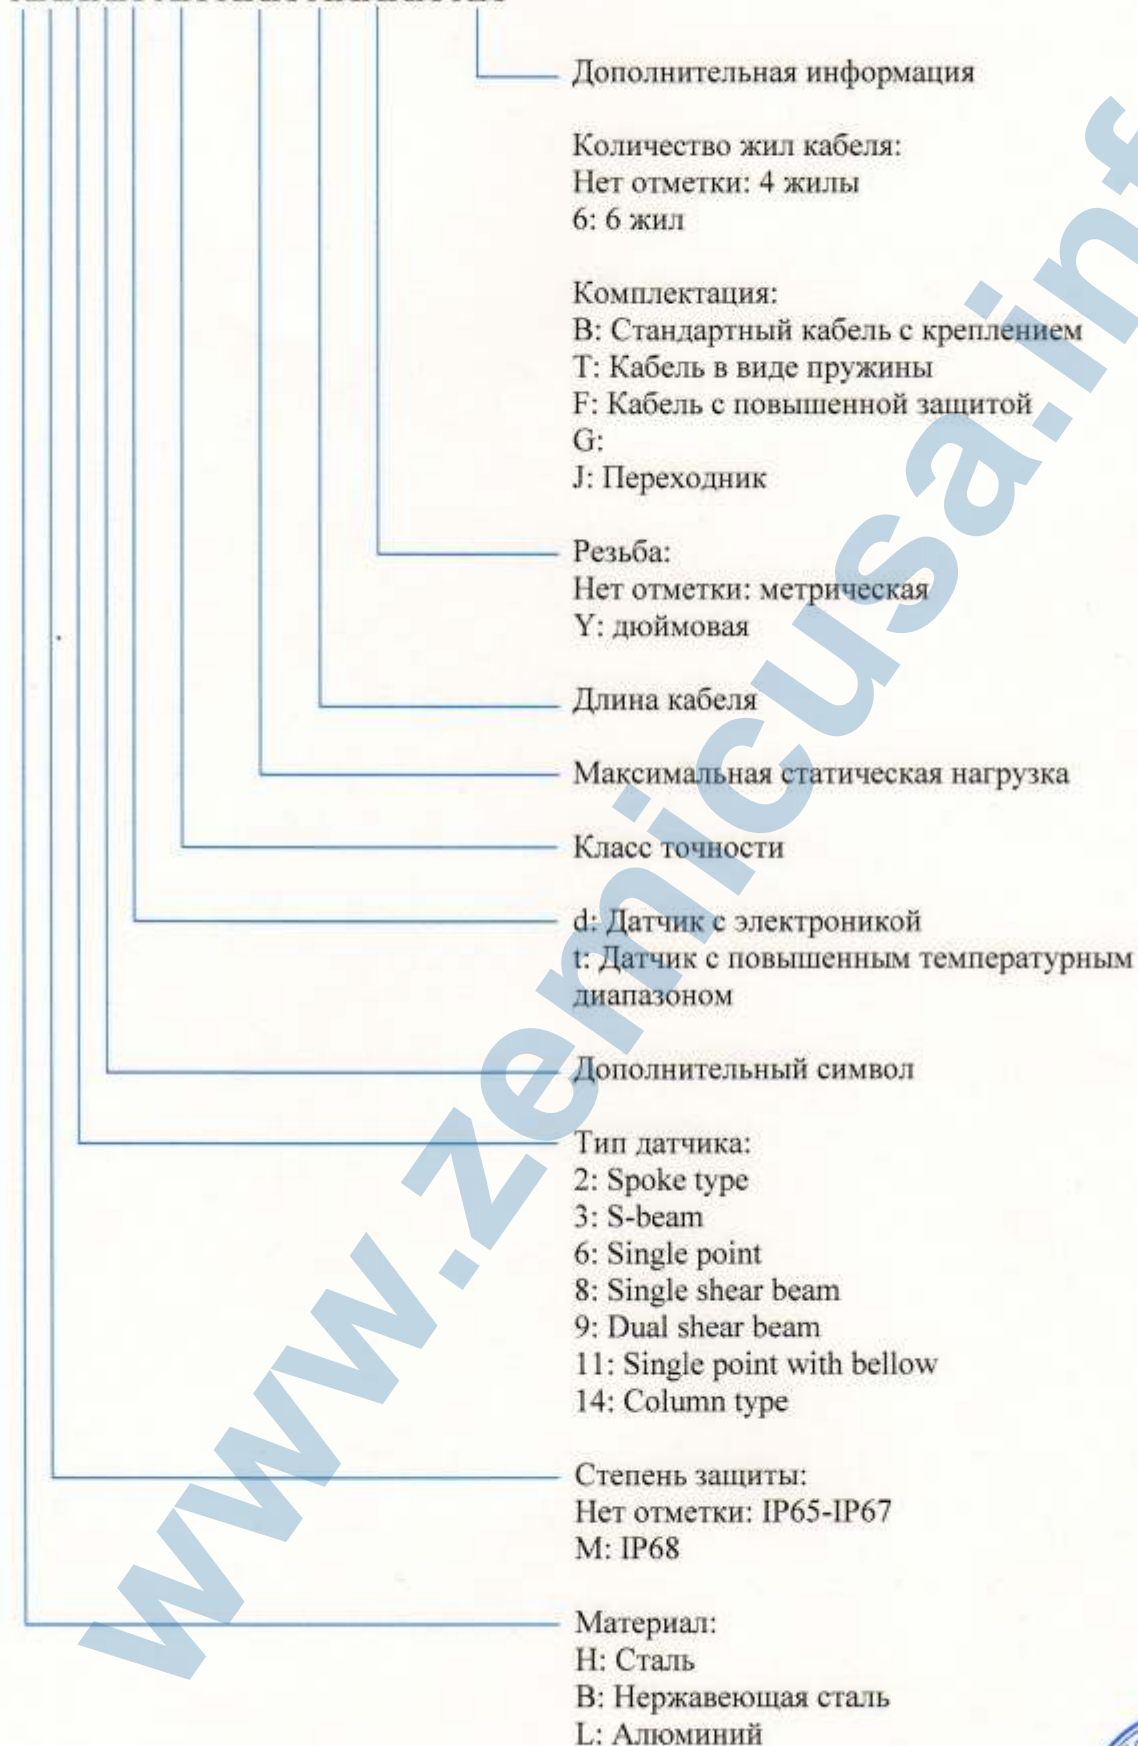 Дополнительная информация
Количество жил кабеля:
Нет отметки: 4 жилы
6: 6 жил
Комплектация:
B: Стандартный кабель с креплением
T: Кабель в виде пружины
F: Кабель с повышенной защитой
G:
J: Переходник
Резьба:
Нет отметки: метрическая
Y: дюймовая
Длина кабеля
Максимальная статическая нагрузка
Класс точности
d: Датчик с электроникой
t: Датчик с повышенным температурным
диапазоном
Дополнительный символ
Тип датчика:
2: Spoke type
3: S-beam
6: Single point
8: Single shear beam
9: Dual shear beam
11: Single point with bellow
14: Column type
Степень защиты:
Нет отметки: IP65-IP67
M: IP68
Материал:
H: Сталь
B: Нержавеющая сталь
L: Алюминий
www.zemicusa.inf